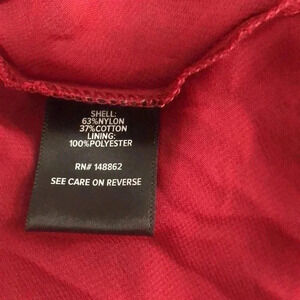 SHELL:
63%NYLON
37%COTTON
LINING:
100%POLYESTER
RN# 148862
SEE CARE ON REVERSE